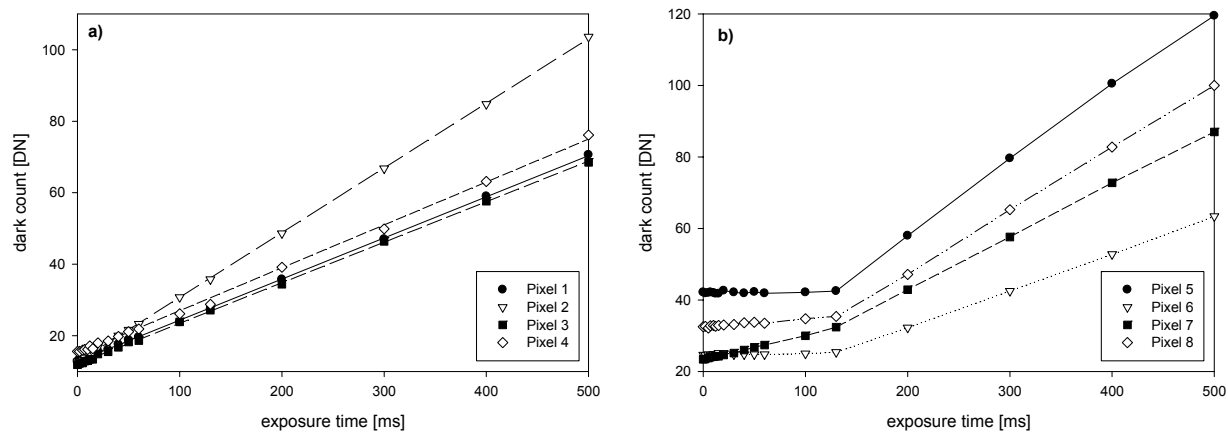 a)
100
80
60
40
20
dark count [DN]
0 100 200 300 400 500
exposure time [ms]
Pixel 1
Pixel 2
Pixel 3
Pixel 4
b)
120
100
80
60
40
20
dark count [DN]
0 100 200 300 400 500
exposure time [ms]
Pixel 5
Pixel 6
Pixel 7
Pixel 8